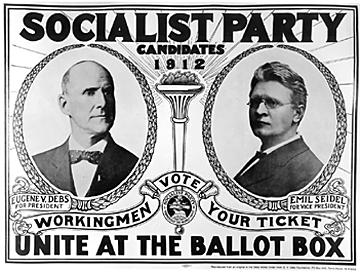 SOCIALIST PARTY
CANDIDATES
1912
EUGENE V. DEBS
FOR PRESIDENT
EMIL SEIDEL
FOR VICE PRESIDENT
VOTE
WORKINGMEN
YOUR TICKET
UNITE AT THE BALLOT BOX